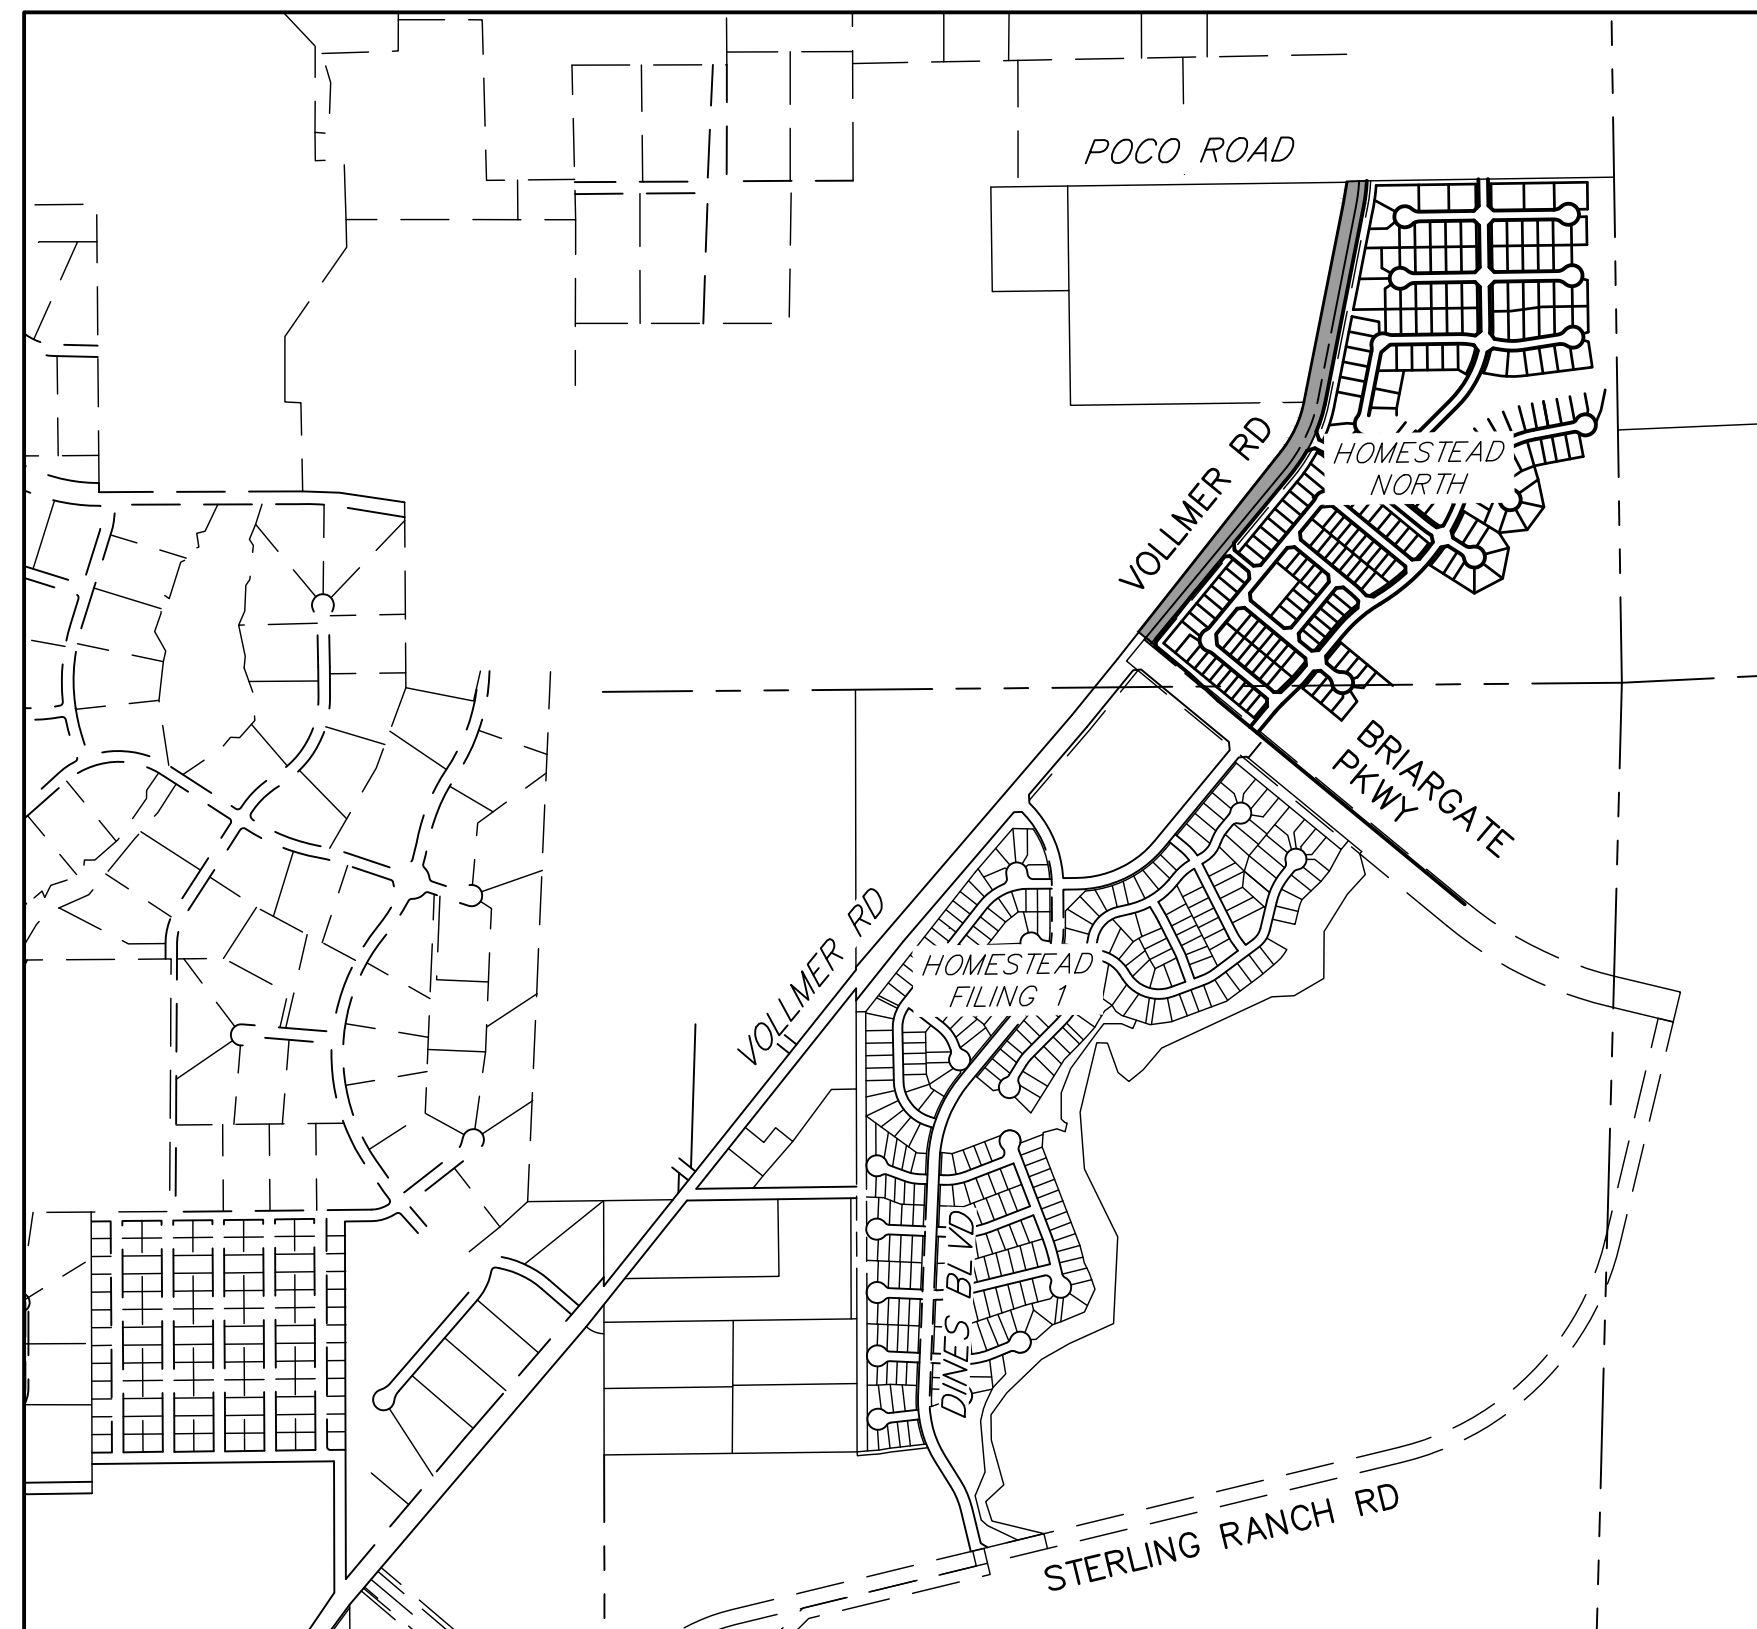 POCO ROAD
VOLLMER RD
HOMESTEAD
NORTH
BRIARGATE
PKWY
VOLLMER RD
HOMESTEAD
FILING 1
DINES BLVD
STERLING RANCH RD